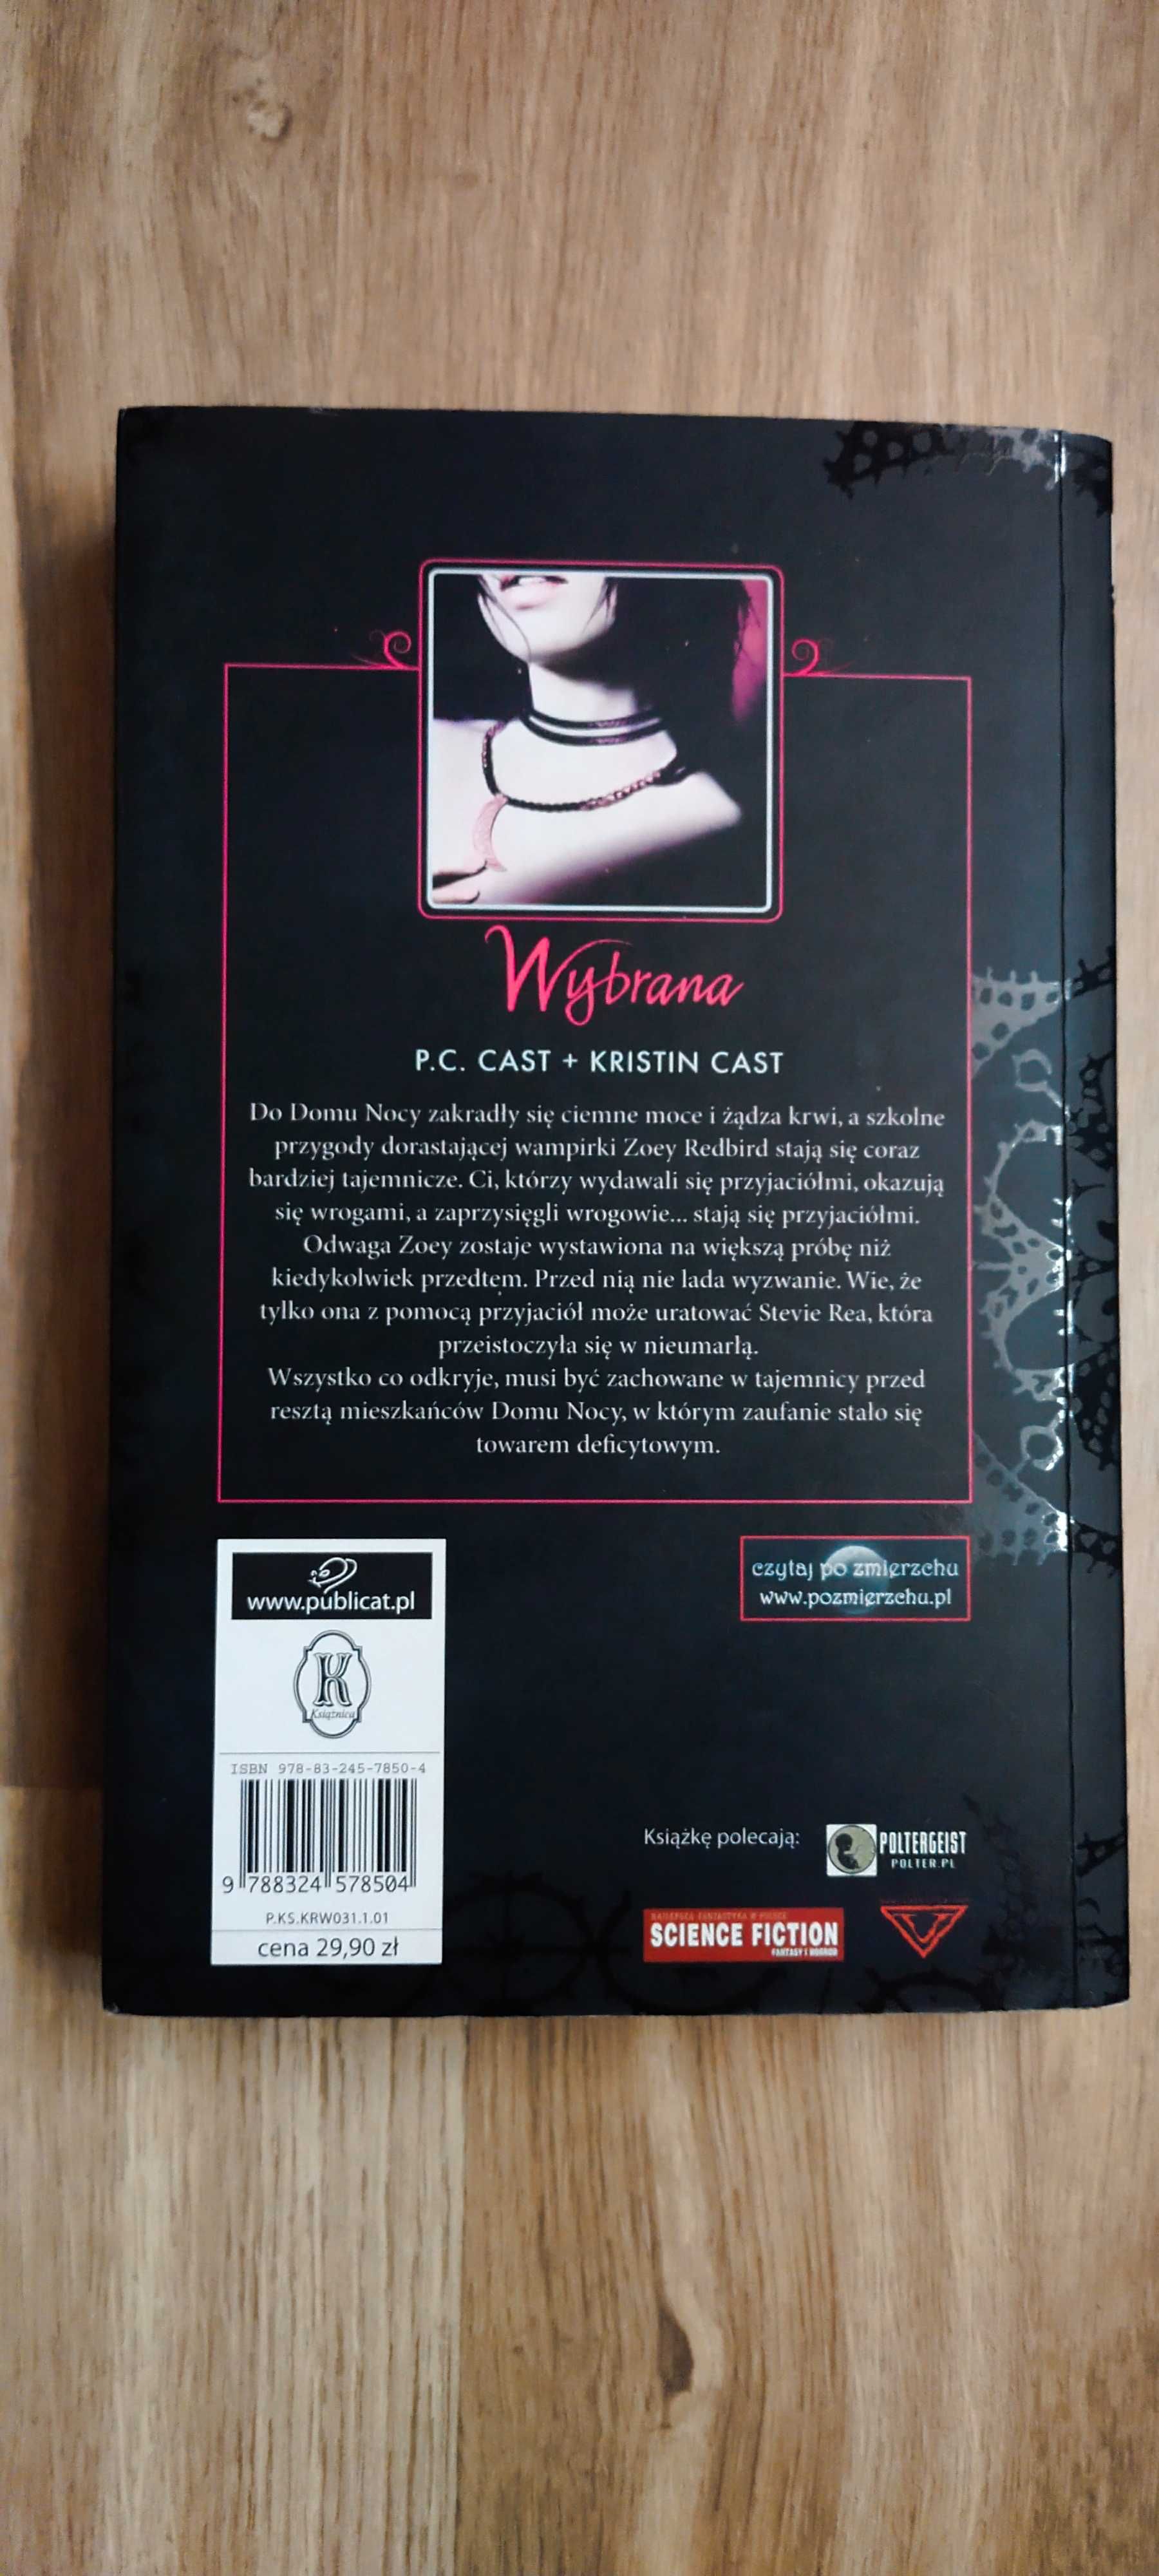 Wybrana
P.C. CAST + KRISTIN CAST
Do Domu Nocy zakradły się ciemne moce i żądza krwi, a szkolne
przygody dorastającej wampirki Zoey Redbird stają się coraz
bardziej tajemnicze. Ci, którzy wydawali się przyjaciółmi, okazują
się wrogami, a zaprzysięgli wrogowie... stają się przyjaciółmi.
Odwaga Zoey zostaje wystawiona na większą próbę niż
kiedykolwiek przedtem. Przed nią nie lada wyzwanie. Wie, że
tylko ona z pomocą przyjaciół może uratować Stevie Rea, która
przeistoczyła się w nieumarłą.
Wszystko co odkryje, musi być zachowane w tajemnicy przed
resztą mieszkańców Domu Nocy, w którym zaufanie stało się
towarem deficytowym.
www.publicat.pl
K
Książnica
ISBN 978-83-245-7850-4
9 788324 578504
P.KS.KRW031.1.01
cena 29,90 zł
czytaj po zmierzchu
www.pozmierzchu.pl
Książkę polecają:
POLTERGEIST
POLTER.PL
NAJLEPSZA FANTASTYKA W POLSCE
SCIENCE FICTION
FANTASY I HORROR